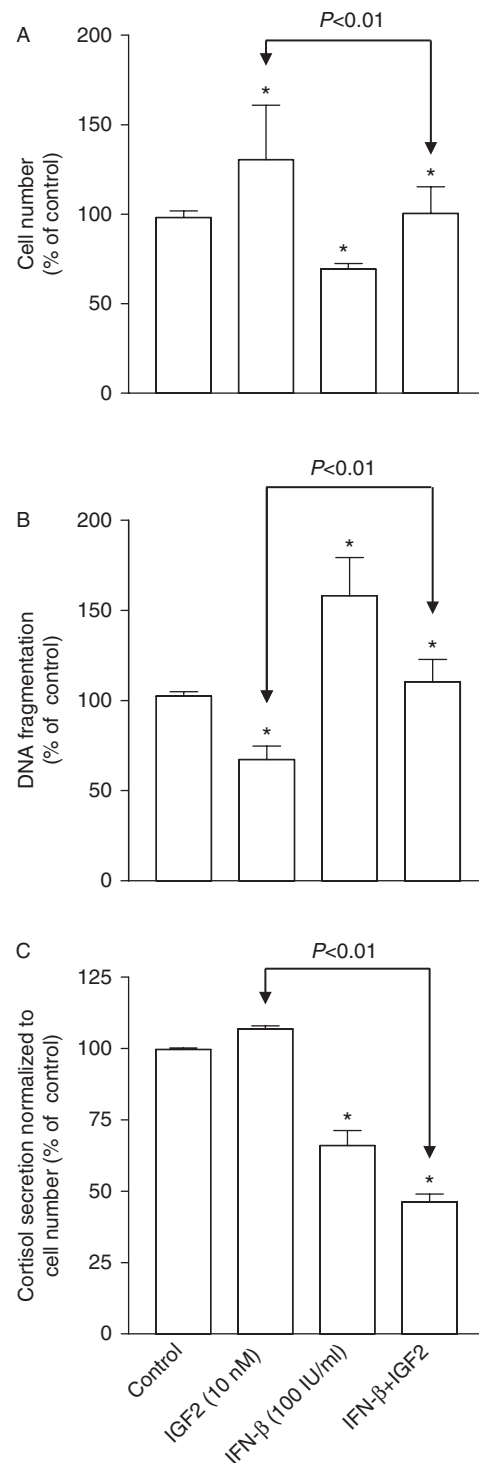 A
P<0.01
200
150
100
50
0
Cell number
(% of control)
*
*
*
B
P<0.01
200
150
100
50
0
DNA fragmentation
(% of control)
*
*
*
C
P<0.01
125
100
75
50
25
0
Cortisol secretion normalized to
cell number (% of control)
*
*
Control
IGF2 (10 nM)
IFN-β (100 IU/ml)
IFN-β+IGF2